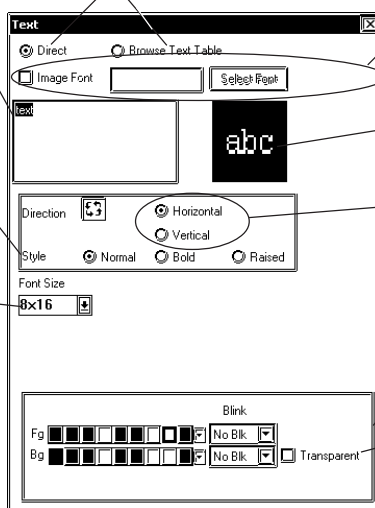 Text
Direct Browse Text Table
Image Font Select Font
text
abc
Direction Horizontal
Vertical
Style Normal Bold Raised
Font Size
8x16
Blink
Fg No Blk
Bg No Blk Transparent